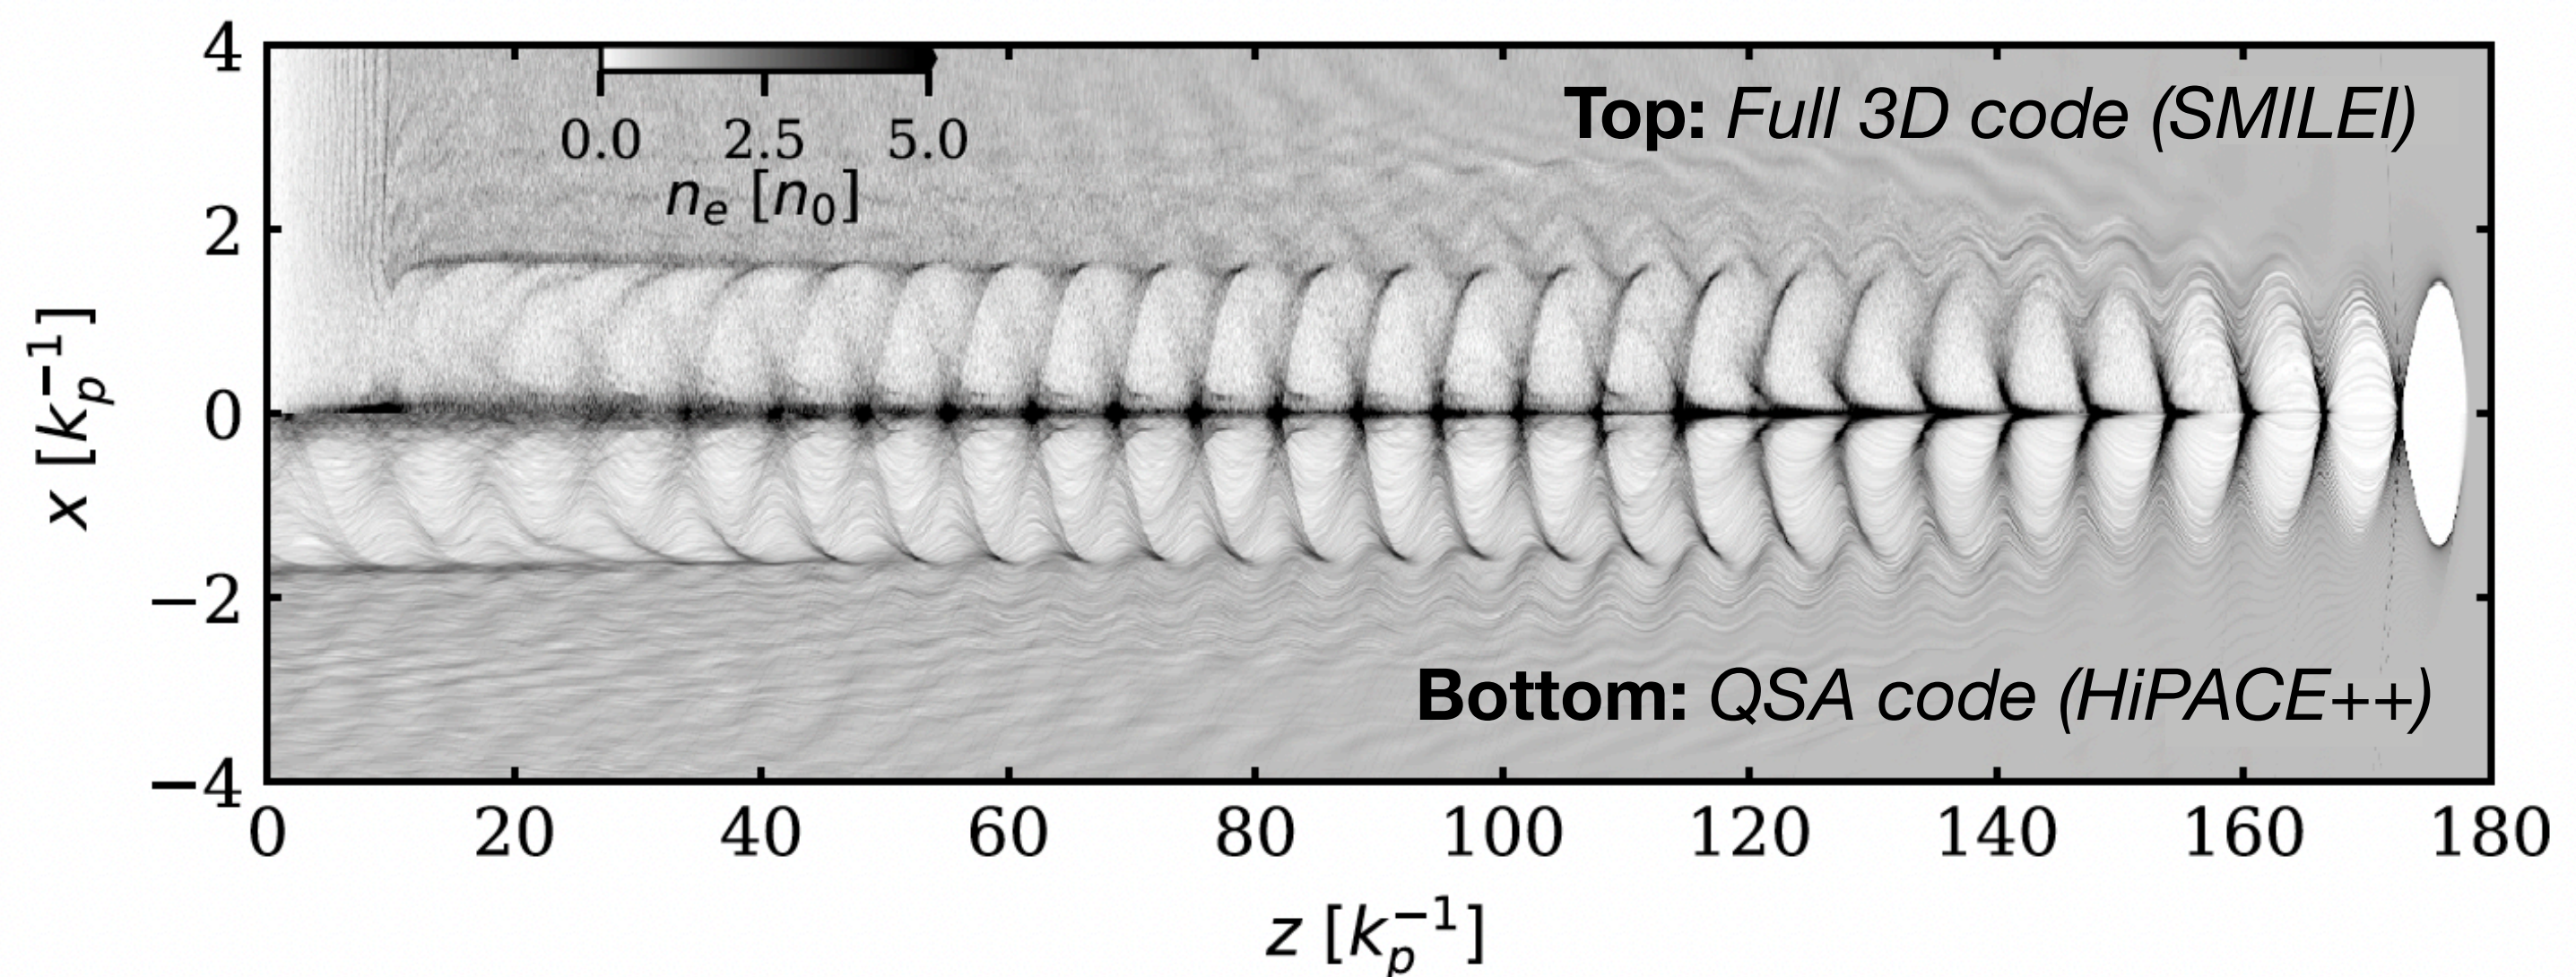 4
2
0
−2
−4
x [k_p^{-1}]
0.0 2.5 5.0
n_e [n_0]
Top: Full 3D code (SMILEI)
Bottom: QSA code (HiPACE++)
0 20 40 60 80 100 120 140 160 180
z [k_p^{-1}]